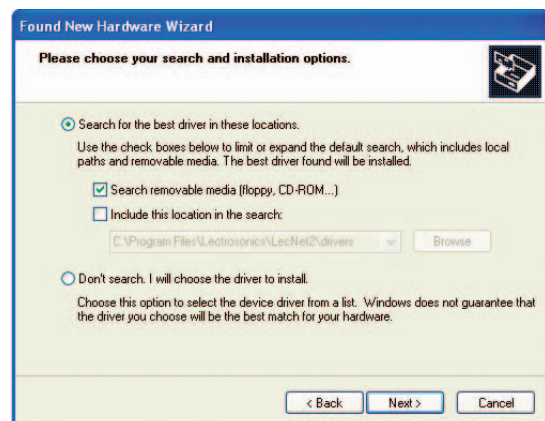 Found New Hardware Wizard
Please choose your search and installation options.
Search for the best driver in these locations.
Use the check boxes below to limit or expand the default search, which includes local
paths and removable media. The best driver found will be installed.
Search removable media (floppy, CD-ROM...)
Include this location in the search:
C:\Program Files\Lectrosonics\LecNet2\drivers
Browse
Don't search. I will choose the driver to install.
Choose this option to select the device driver from a list. Windows does not guarantee that
the driver you choose will be the best match for your hardware.
< Back
Next >
Cancel